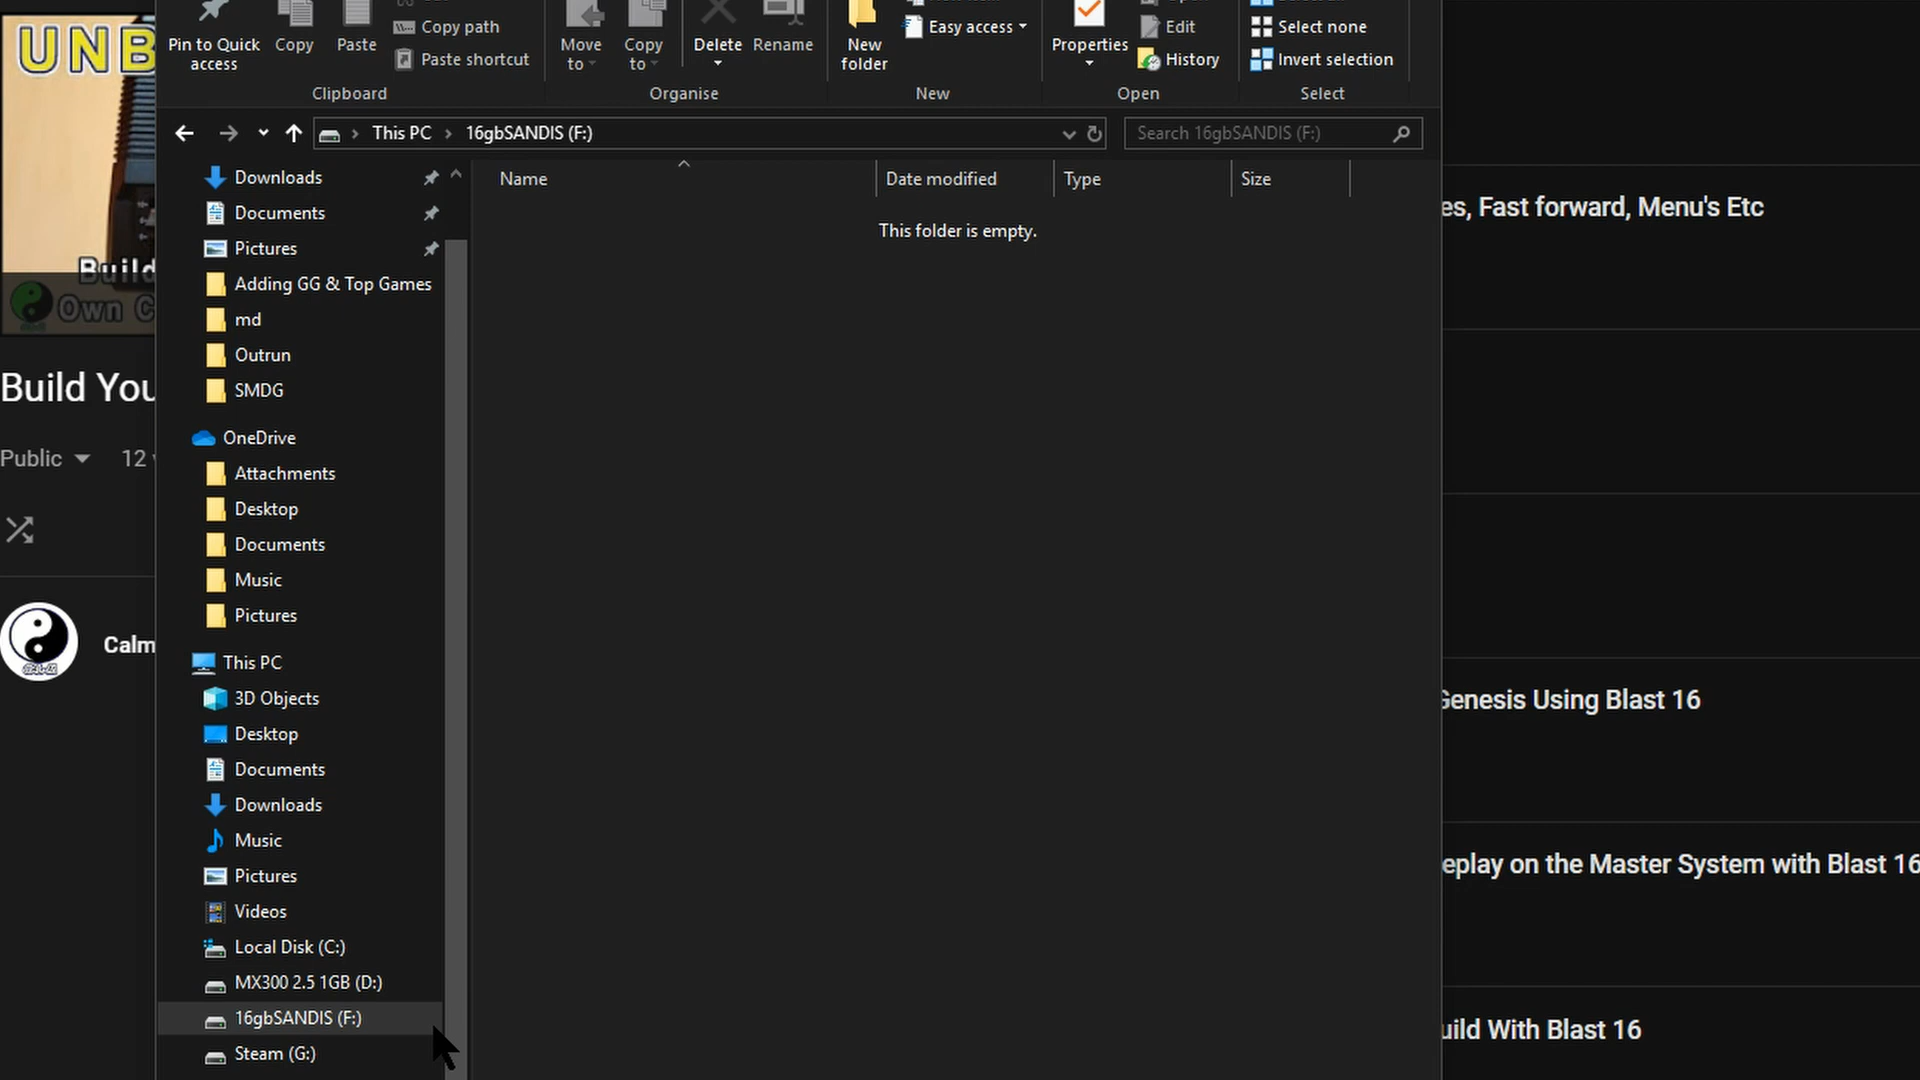 UNB
Build
Own C
Build You
Public
12
Calm
Pin to Quick
access
Copy
Paste
Copy path
Paste shortcut
Clipboard
Move
to
Copy
to
Delete
Rename
Organise
New
folder
Easy access
New
Properties
Edit
History
Open
Select none
Invert selection
Select
This PC > 16gbSANDIS (F:)
Search 16gbSANDIS (F:)
Name
Date modified
Type
Size
This folder is empty.
Downloads
Documents
Pictures
Adding GG & Top Games
md
Outrun
SMDG
OneDrive
Attachments
Desktop
Documents
Music
Pictures
This PC
3D Objects
Desktop
Documents
Downloads
Music
Pictures
Videos
Local Disk (C:)
MX300 2.5 1GB (D:)
16gbSANDIS (F:)
Steam (G:)
es, Fast forward, Menu's Etc
Genesis Using Blast 16
eplay on the Master System with Blast 16
uild With Blast 16